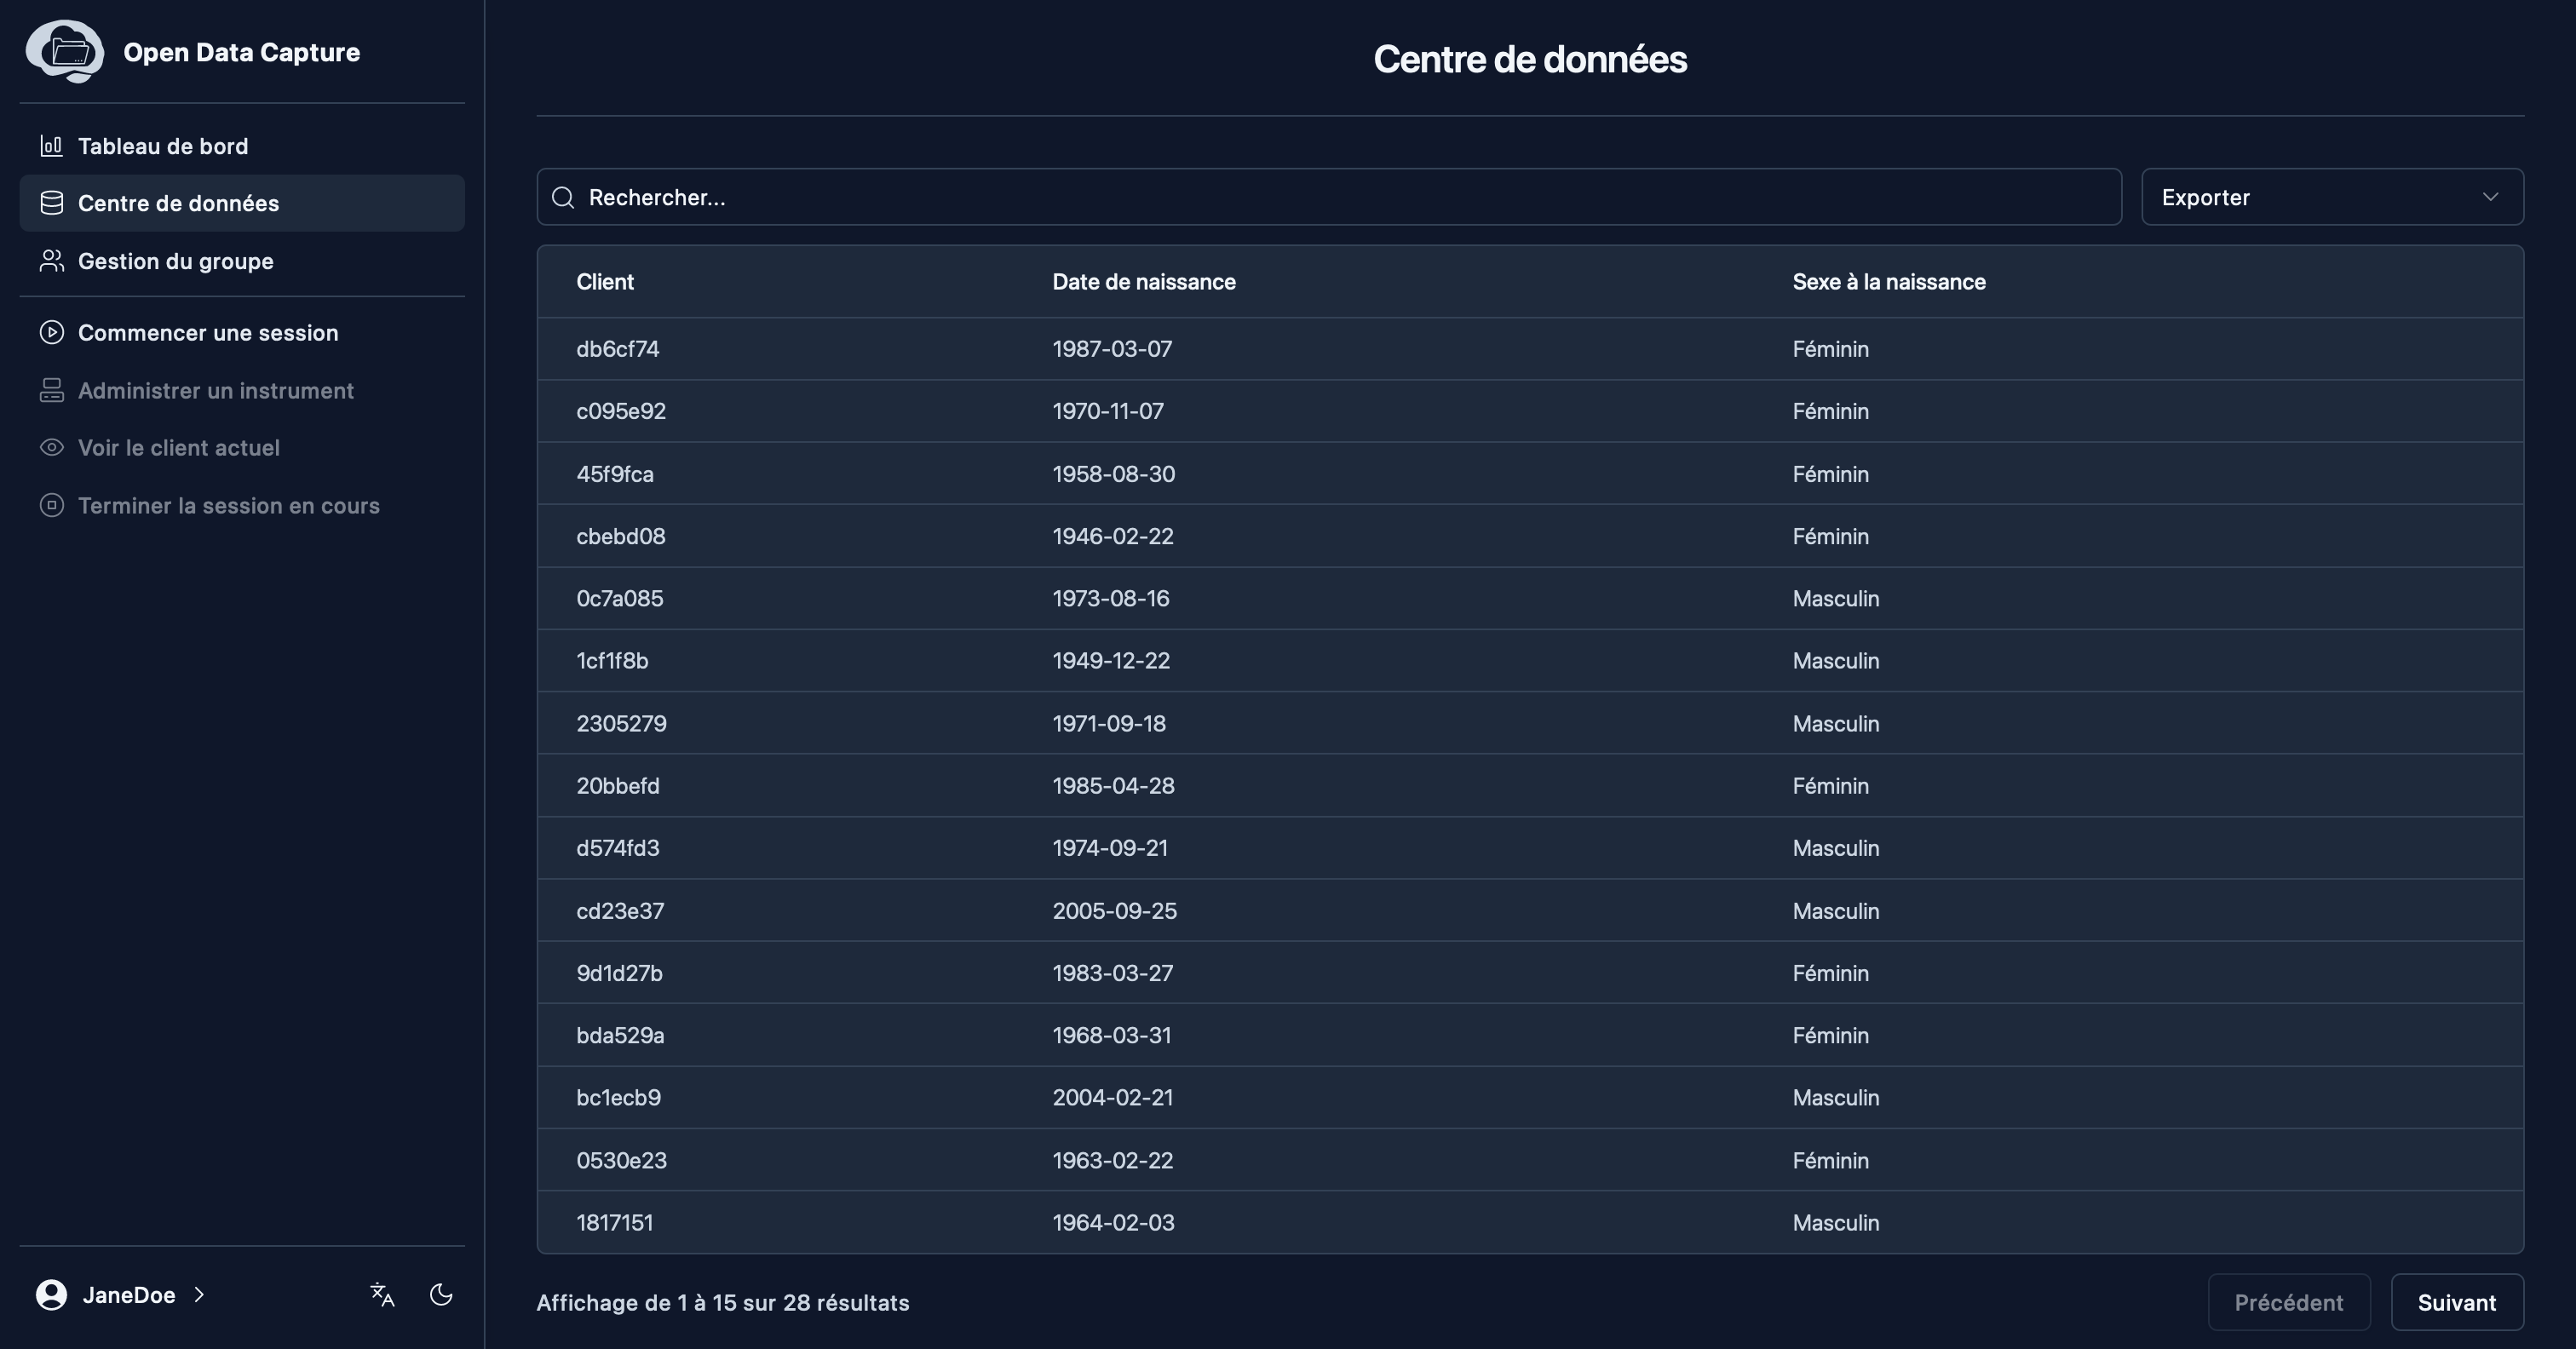 Open Data Capture
Tableau de bord
Centre de données
Gestion du groupe
Commencer une session
Administrer un instrument
Voir le client actuel
Terminer la session en cours
JaneDoe
Centre de données
Rechercher...
Exporter
Client Date de naissance Sexe à la naissance
db6cf74 1987-03-07 Féminin
c095e92 1970-11-07 Féminin
45f9fca 1958-08-30 Féminin
cbebd08 1946-02-22 Féminin
0c7a085 1973-08-16 Masculin
1cf1f8b 1949-12-22 Masculin
2305279 1971-09-18 Masculin
20bbefd 1985-04-28 Féminin
d574fd3 1974-09-21 Masculin
cd23e37 2005-09-25 Masculin
9d1d27b 1983-03-27 Féminin
bda529a 1968-03-31 Féminin
bc1ecb9 2004-02-21 Masculin
0530e23 1963-02-22 Féminin
1817151 1964-02-03 Masculin
Affichage de 1 à 15 sur 28 résultats
Précédent
Suivant